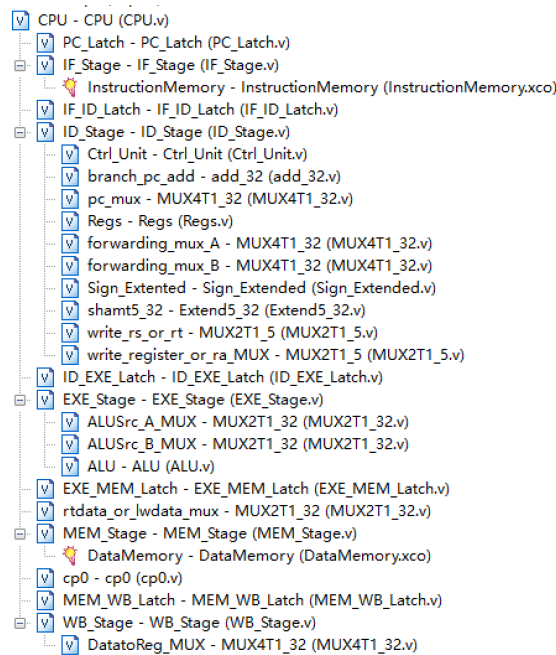 CPU - CPU (CPU.v)
PC_Latch - PC_Latch (PC_Latch.v)
IF_Stage - IF_Stage (IF_Stage.v)
InstructionMemory - InstructionMemory (InstructionMemory.xco)
IF_ID_Latch - IF_ID_Latch (IF_ID_Latch.v)
ID_Stage - ID_Stage (ID_Stage.v)
Ctrl_Unit - Ctrl_Unit (Ctrl_Unit.v)
branch_pc_add - add_32 (add_32.v)
pc_mux - MUX4T1_32 (MUX4T1_32.v)
Regs - Regs (Regs.v)
forwarding_mux_A - MUX4T1_32 (MUX4T1_32.v)
forwarding_mux_B - MUX4T1_32 (MUX4T1_32.v)
Sign_Extented - Sign_Extended (Sign_Extended.v)
shamt5_32 - Extend5_32 (Extend5_32.v)
write_rs_or_rt - MUX2T1_5 (MUX2T1_5.v)
write_register_or_ra_MUX - MUX2T1_5 (MUX2T1_5.v)
ID_EXE_Latch - ID_EXE_Latch (ID_EXE_Latch.v)
EXE_Stage - EXE_Stage (EXE_Stage.v)
ALUSrc_A_MUX - MUX2T1_32 (MUX2T1_32.v)
ALUSrc_B_MUX - MUX2T1_32 (MUX2T1_32.v)
ALU - ALU (ALU.v)
EXE_MEM_Latch - EXE_MEM_Latch (EXE_MEM_Latch.v)
rtdata_or_lwdata_mux - MUX2T1_32 (MUX2T1_32.v)
MEM_Stage - MEM_Stage (MEM_Stage.v)
DataMemory - DataMemory (DataMemory.xco)
cp0 - cp0 (cp0.v)
MEM_WB_Latch - MEM_WB_Latch (MEM_WB_Latch.v)
WB_Stage - WB_Stage (WB_Stage.v)
DatatoReg_MUX - MUX4T1_32 (MUX4T1_32.v)